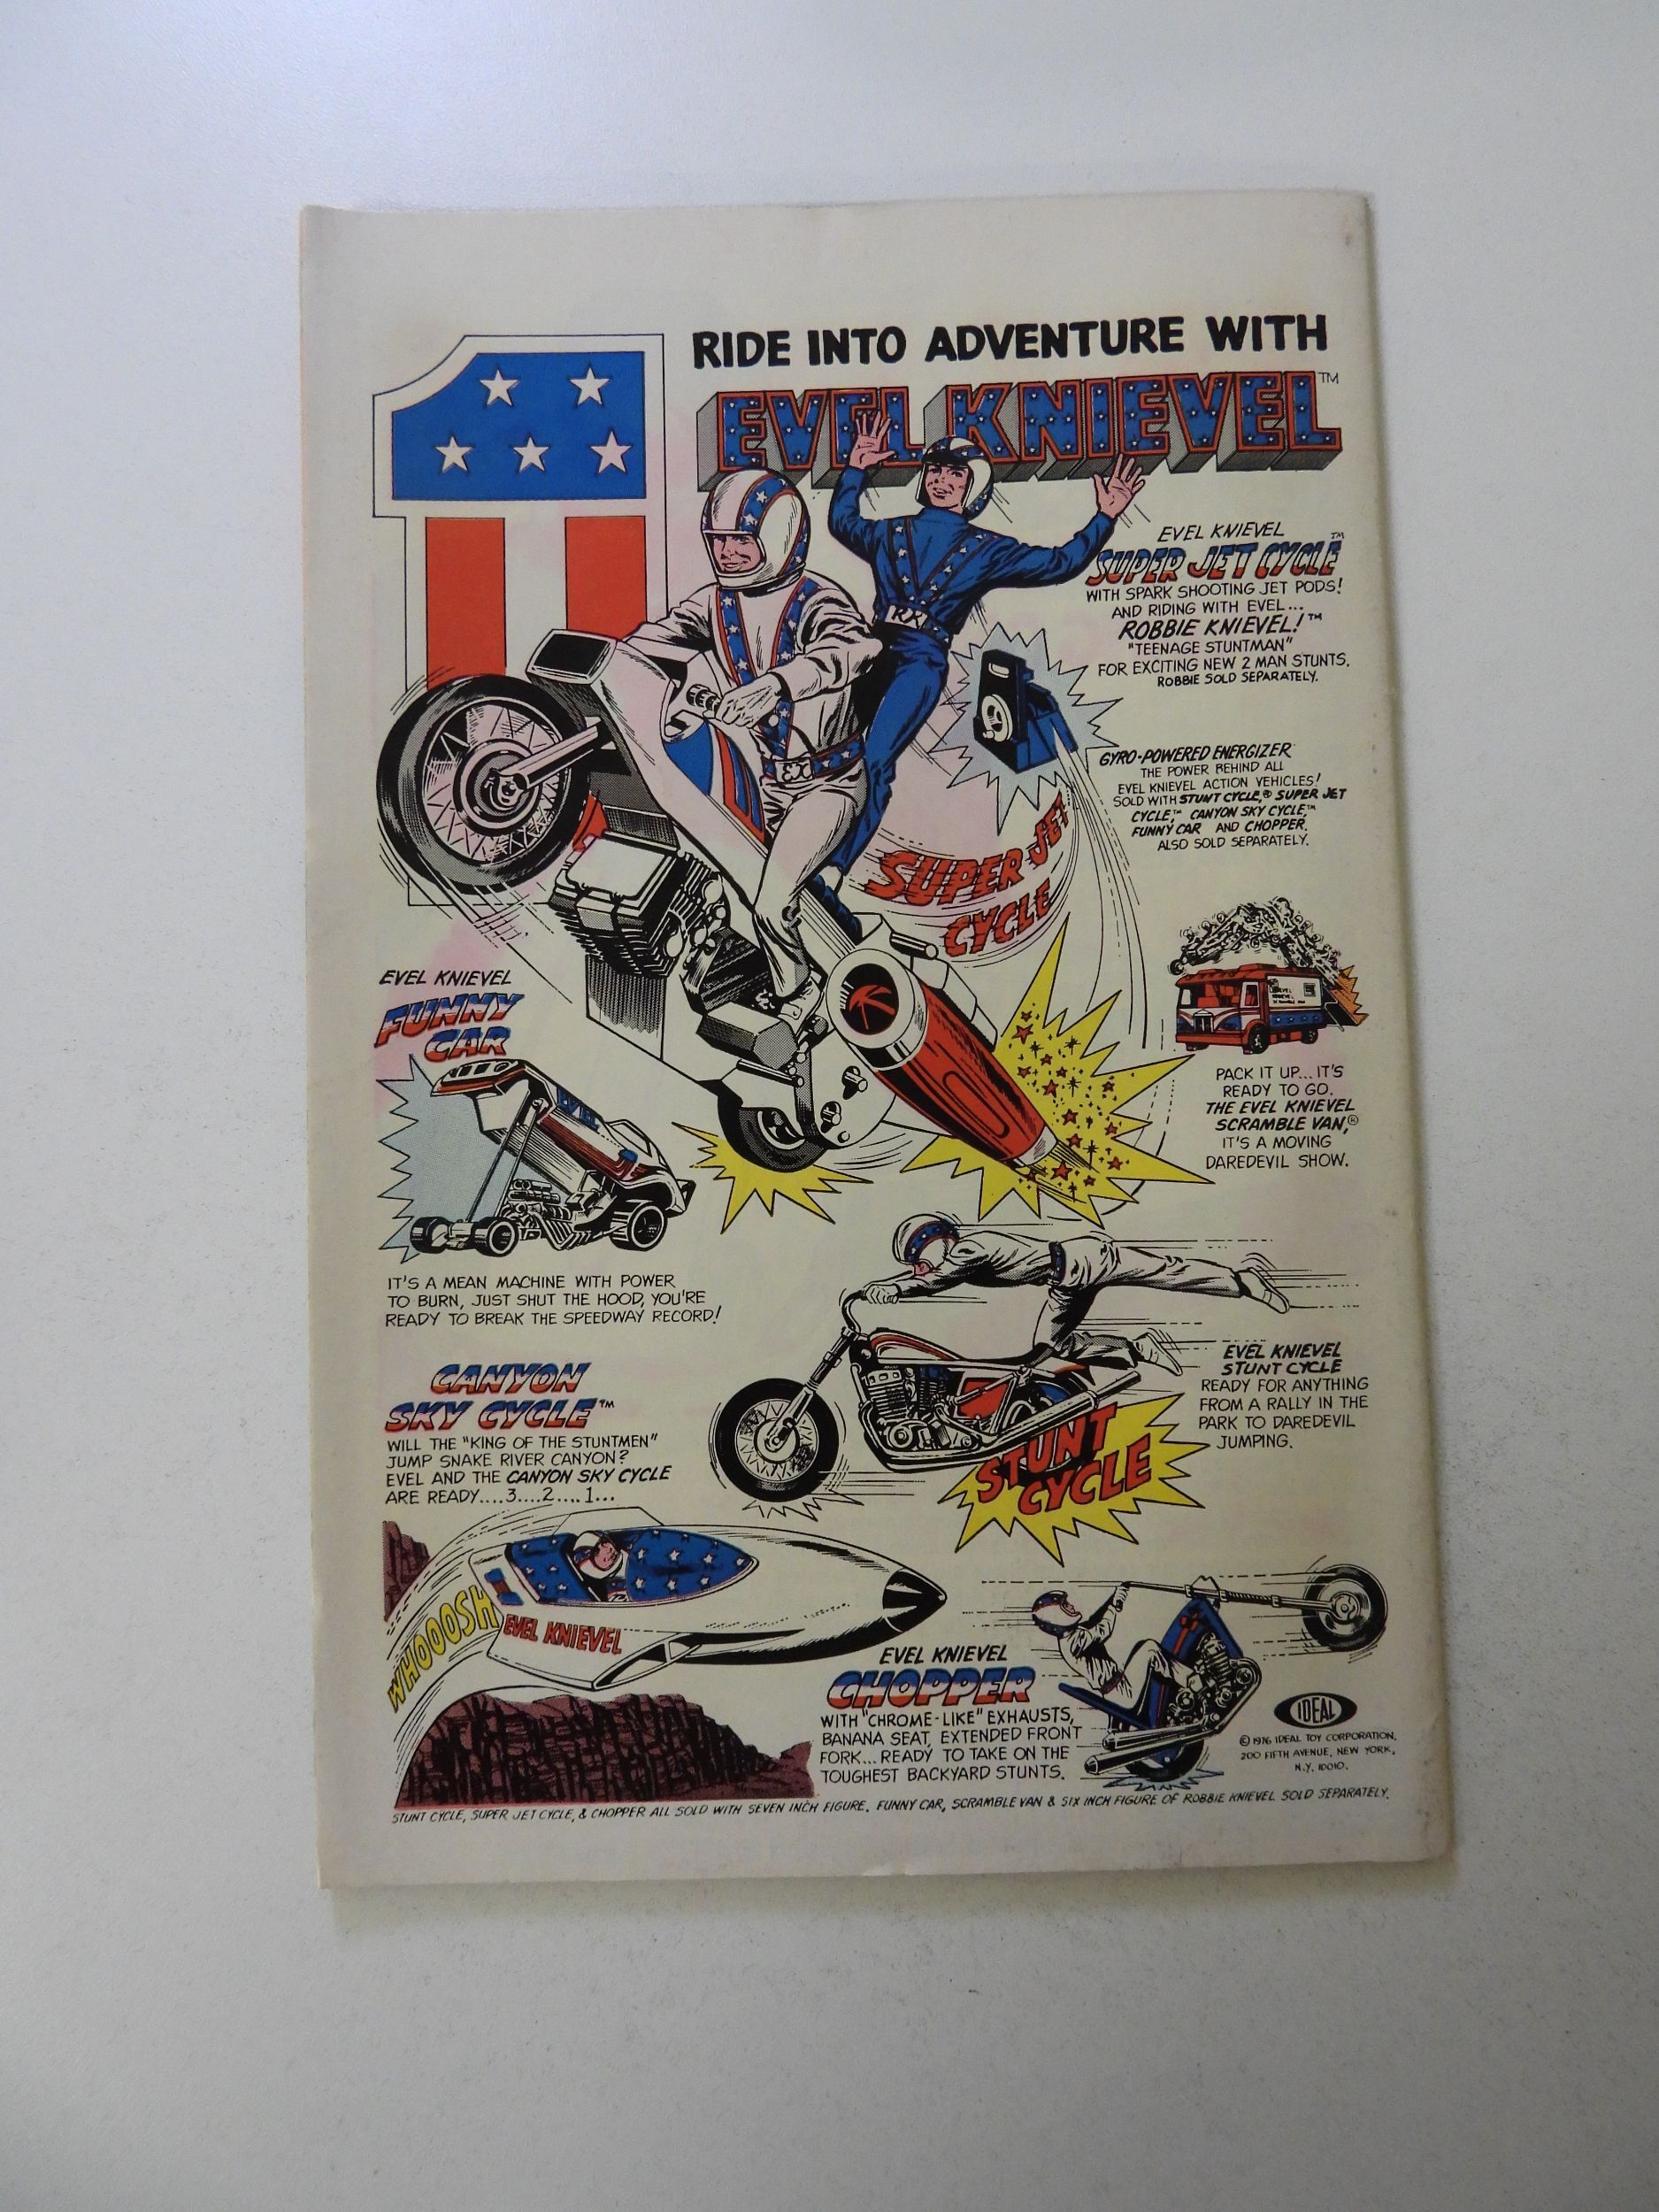 RIDE INTO ADVENTURE WITH
EVEL KNIEVEL™
EVEL KNIEVEL
SUPER JET CYCLE™
WITH SPARK SHOOTING JET PODS!
AND RIDING WITH EVEL...
ROBBIE KNIEVEL!™
"TEENAGE STUNTMAN"
FOR EXCITING NEW 2 MAN STUNTS.
ROBBIE SOLD SEPARATELY.
GYRO-POWERED ENERGIZER
THE POWER BEHIND ALL
EVEL KNIEVEL ACTION VEHICLES!
SOLD WITH STUNT CYCLE,® SUPER JET
CYCLE,™ CANYON SKY CYCLE,™
FUNNY CAR AND CHOPPER.
ALSO SOLD SEPARATELY.
SUPER JET
CYCLE
EVEL KNIEVEL
FUNNY
CAR
IT'S A MEAN MACHINE WITH POWER
TO BURN, JUST SHUT THE HOOD, YOU'RE
READY TO BREAK THE SPEEDWAY RECORD!
PACK IT UP... IT'S
READY TO GO.
THE EVEL KNIEVEL
SCRAMBLE VAN,®
IT'S A MOVING
DAREDEVIL SHOW.
EVEL KNIEVEL
STUNT CYCLE
READY FOR ANYTHING
FROM A RALLY IN THE
PARK TO DAREDEVIL
JUMPING.
STUNT
CYCLE
CANYON
SKY CYCLE™
WILL THE "KING OF THE STUNTMEN"
JUMP SNAKE RIVER CANYON?
EVEL AND THE CANYON SKY CYCLE
ARE READY....3....2....1...
WHOOOSH
EVEL KNIEVEL
EVEL KNIEVEL
CHOPPER
WITH "CHROME-LIKE" EXHAUSTS,
BANANA SEAT, EXTENDED FRONT
FORK... READY TO TAKE ON THE
TOUGHEST BACKYARD STUNTS.
IDEAL
© 1976 IDEAL TOY CORPORATION,
200 FIFTH AVENUE, NEW YORK,
N.Y. 10010.
STUNT CYCLE, SUPER JET CYCLE, & CHOPPER ALL SOLD WITH SEVEN INCH FIGURE. FUNNY CAR, SCRAMBLE VAN & SIX INCH FIGURE OF ROBBIE KNIEVEL SOLD SEPARATELY.